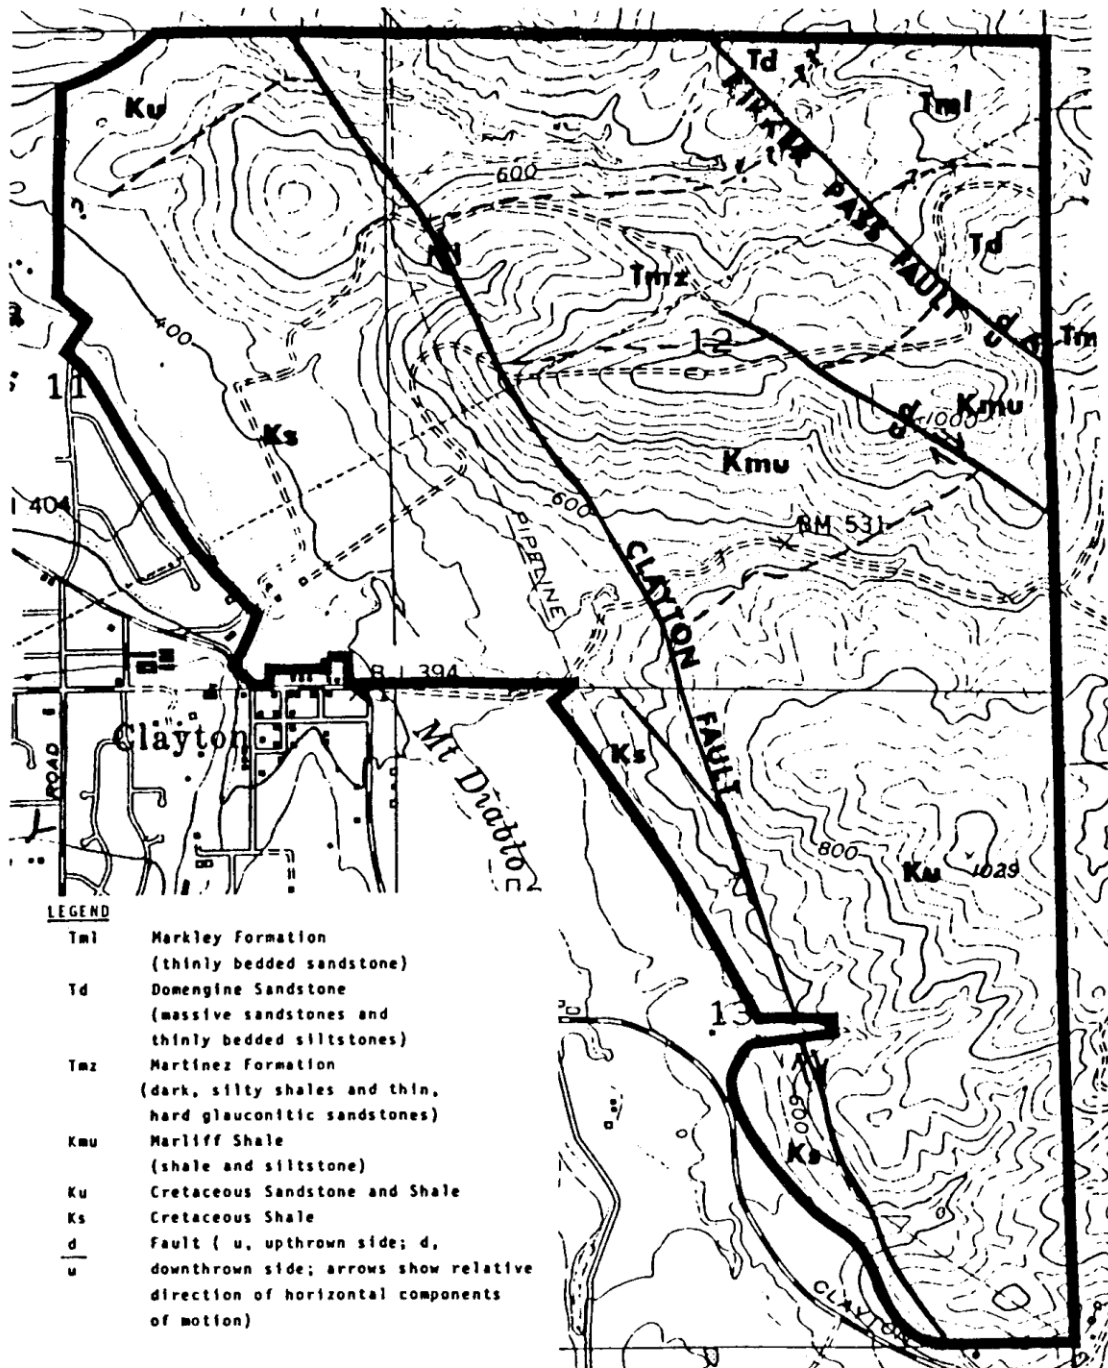 Td
KIRKER PASS FAULT
Tml
Ku
600
?
Td
Tmz
400
d
u
Tm
12
11
Kmu
d
u
1000
Ks
Kmu
600
404
BM 531
PIPELINE
CLAYTON FAULT
394
Clayton
Mt Diablo
Ks
ROAD
800
Ku
1029
13
600
Ks
CLAYTON
LEGEND
Tml Markley Formation
(thinly bedded sandstone)
Td Domengine Sandstone
(massive sandstones and
thinly bedded siltstones)
Tmz Martinez Formation
(dark, silty shales and thin,
hard glauconitic sandstones)
Kmu Marliff Shale
(shale and siltstone)
Ku Cretaceous Sandstone and Shale
Ks Cretaceous Shale
d Fault ( u, upthrown side; d,
u downthrown side; arrows show relative
direction of horizontal components
of motion)